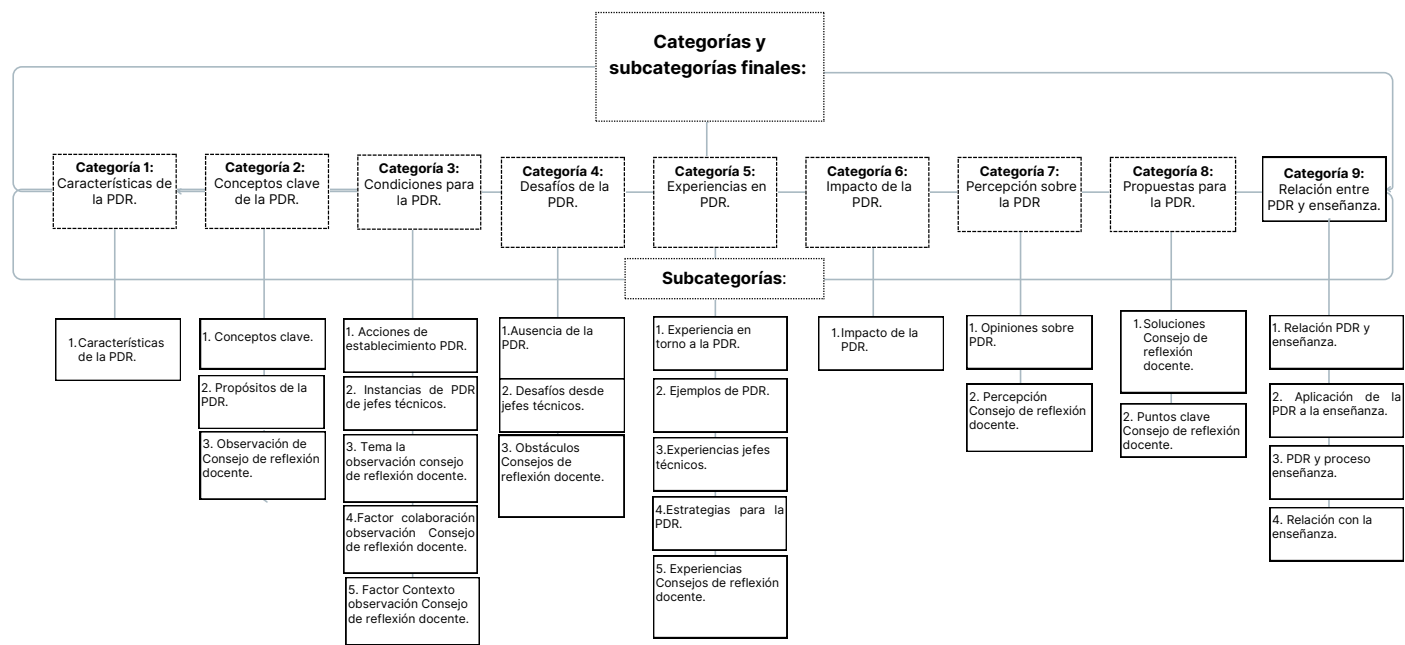 Categorías y
subcategorías finales:
Categoría 1:
Características de
la PDR.
Categoría 2:
Conceptos clave
de la PDR.
Categoría 3:
Condiciones para
la PDR.
Categoría 4:
Desafíos de la
PDR.
Categoría 5:
Experiencias en
PDR.
Categoría 6:
Impacto de la
PDR.
Categoría 7:
Percepción sobre
la PDR
Categoría 8:
Propuestas para
la PDR.
Categoría 9:
Relación entre
PDR y enseñanza.
Subcategorías:
1.Características
de la PDR.
1. Conceptos clave.
2. Propósitos de la
PDR.
3. Observación de
Consejo de reflexión
docente.
1. Acciones de
establecimiento PDR.
2. Instancias de PDR
de jefes técnicos.
3. Tema la
observación consejo
de reflexión docente.
4.Factor colaboración
observación Consejo
de reflexión docente.
5. Factor Contexto
observación Consejo
de reflexión docente.
1.Ausencia de la
PDR.
2. Desafíos desde
jefes técnicos.
3. Obstáculos
Consejos de
reflexión docente.
1. Experiencia en
torno a la PDR.
2. Ejemplos de PDR.
3.Experiencias jefes
técnicos.
4.Estrategias para la
PDR.
5. Experiencias
Consejos de reflexión
docente.
1.Impacto de la
PDR.
1. Opiniones sobre
PDR.
2. Percepción
Consejo de reflexión
docente.
1.Soluciones
Consejo de
reflexión
docente.
2. Puntos clave
Consejo de reflexión
docente.
1. Relación PDR y
enseñanza.
2. Aplicación de la
PDR a la enseñanza.
3. PDR y proceso
enseñanza.
4. Relación con la
enseñanza.